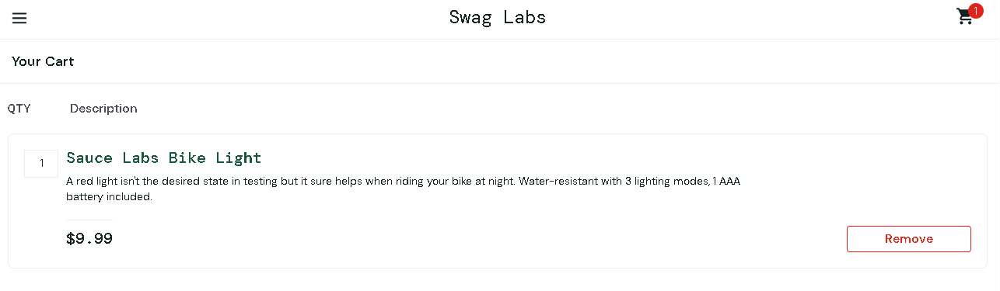 Swag Labs
1
Your Cart
QTY Description
1
Sauce Labs Bike Light
A red light isn't the desired state in testing but it sure helps when riding your bike at night. Water-resistant with 3 lighting modes, 1 AAA
battery included.
$9.99
Remove